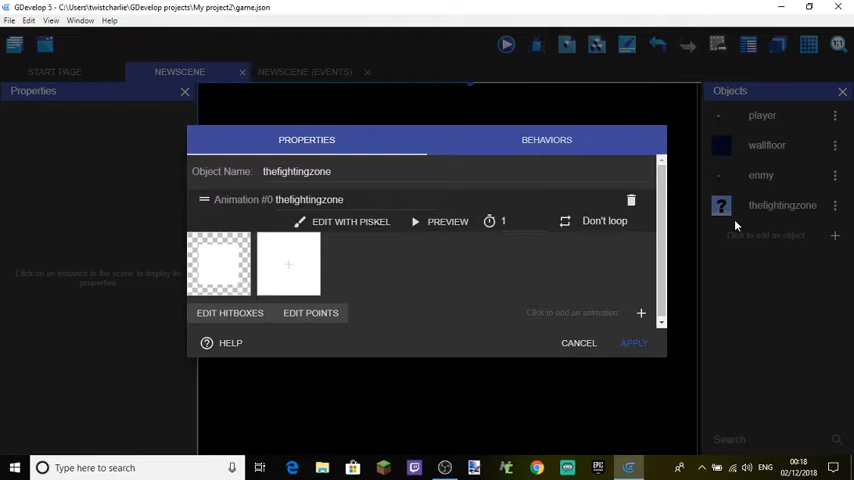 GDevelop 5 - C:\Users\twistcharlie\GDevelop projects\My project2\game.json
File Edit View Window Help
START PAGE NEWSCENE NEWSCENE (EVENTS)
Properties
Objects
Click on an instance in the scene to display its
properties
PROPERTIES BEHAVIORS
Object Name: thefightingzone
Animation #0 thefightingzone
EDIT WITH PISKEL PREVIEW 1 Don't loop
EDIT HITBOXES EDIT POINTS Click to add an animation
HELP CANCEL APPLY
player
wallfloor
enmy
thefightingzone
Click to add an object
Search
Type here to search
ENG
00:18
02/12/2018